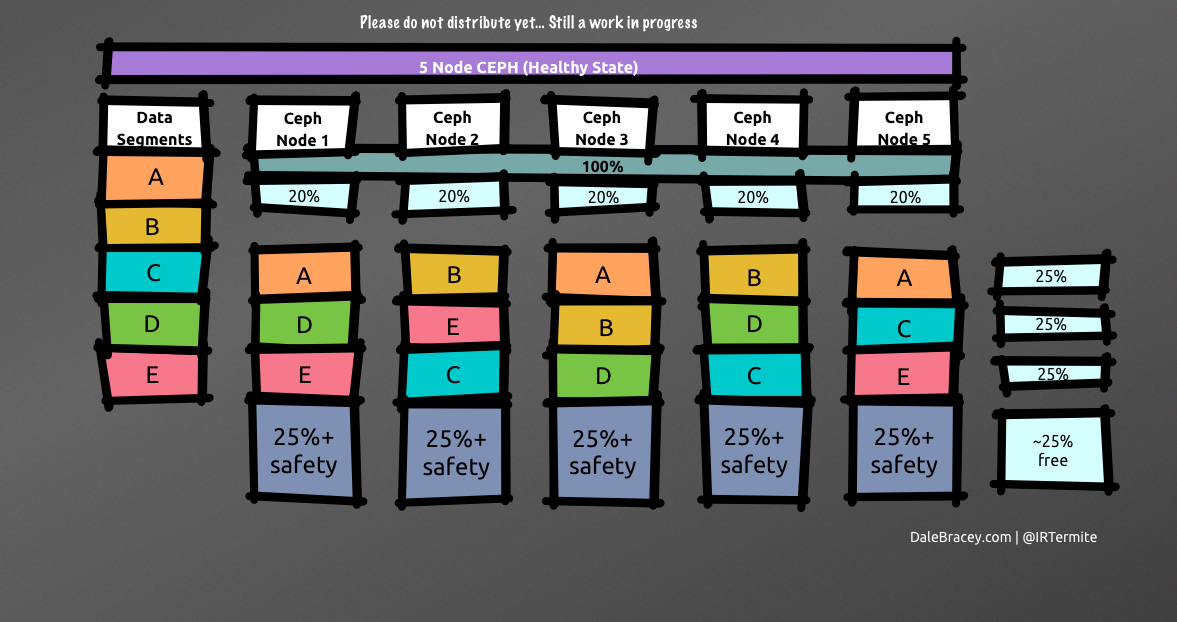 Please do not distribute yet... Still a work in progress
5 Node CEPH (Healthy State)
Data
Segments
Ceph
Node 1
Ceph
Node 2
Ceph
Node 3
Ceph
Node 4
Ceph
Node 5
100%
20%
20%
20%
20%
20%
A
B
C
D
E
A
D
E
25%+
safety
B
E
C
25%+
safety
A
B
D
25%+
safety
B
D
C
25%+
safety
A
C
E
25%+
safety
25%
25%
25%
~25%
free
DaleBracey.com | @IRTermite